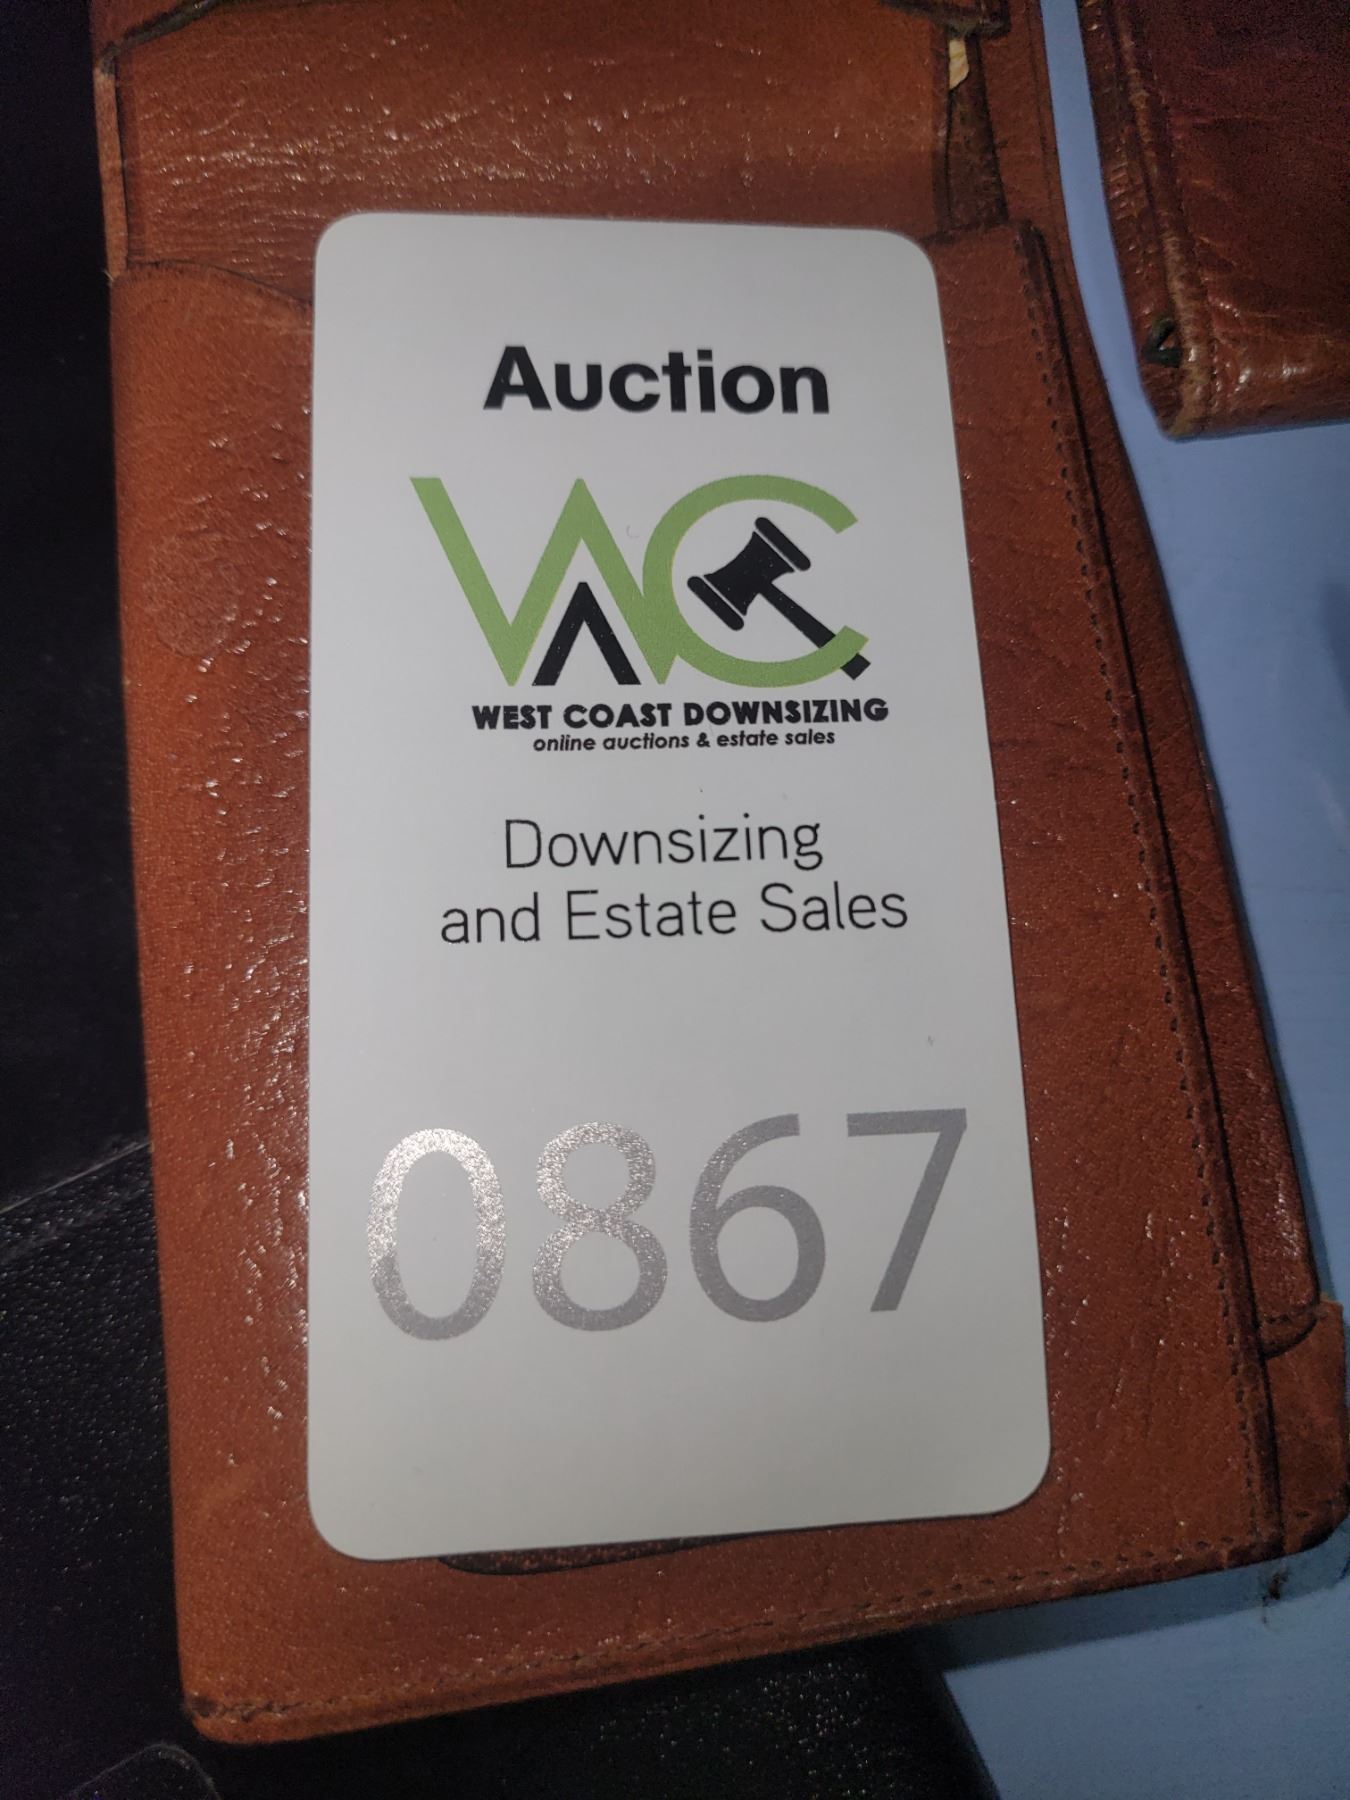 Auction
WC
WEST COAST DOWNSIZING
online auctions & estate sales
Downsizing
and Estate Sales
0867